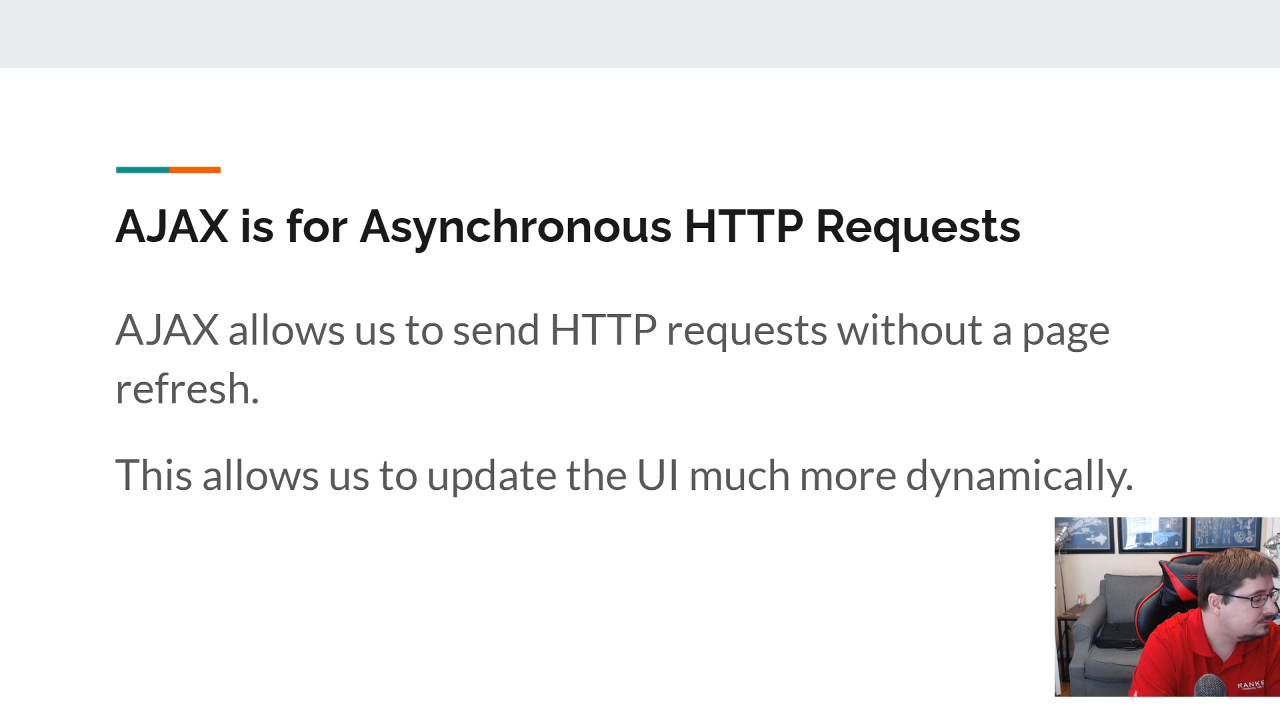 AJAX is for Asynchronous HTTP Requests
AJAX allows us to send HTTP requests without a page
refresh.
This allows us to update the UI much more dynamically.